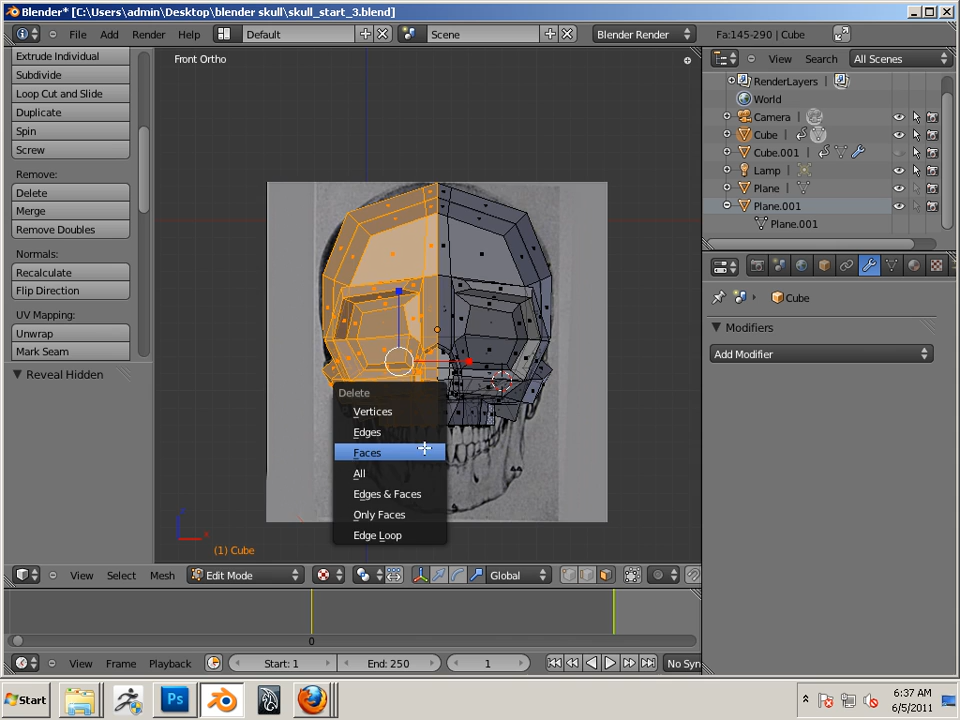 Blender* [C:\Users\admin\Desktop\blender skull\skull_start_3.blend]
File Add Render Help Default Scene Blender Render Fa:145-290 | Cube
Extrude Individual
Subdivide
Loop Cut and Slide
Duplicate
Spin
Screw
Remove:
Delete
Merge
Remove Doubles
Normals:
Recalculate
Flip Direction
UV Mapping:
Unwrap
Mark Seam
Reveal Hidden
Front Ortho
Delete
Vertices
Edges
Faces
All
Edges & Faces
Only Faces
Edge Loop
(1) Cube
View Search All Scenes
RenderLayers
World
Camera
Cube
Cube.001
Lamp
Plane
Plane.001
Plane.001
Cube
Modifiers
Add Modifier
View Select Mesh Edit Mode Global
0
View Frame Playback Start: 1 End: 250 1 No Syn
Start Ps 6:37 AM
6/5/2011